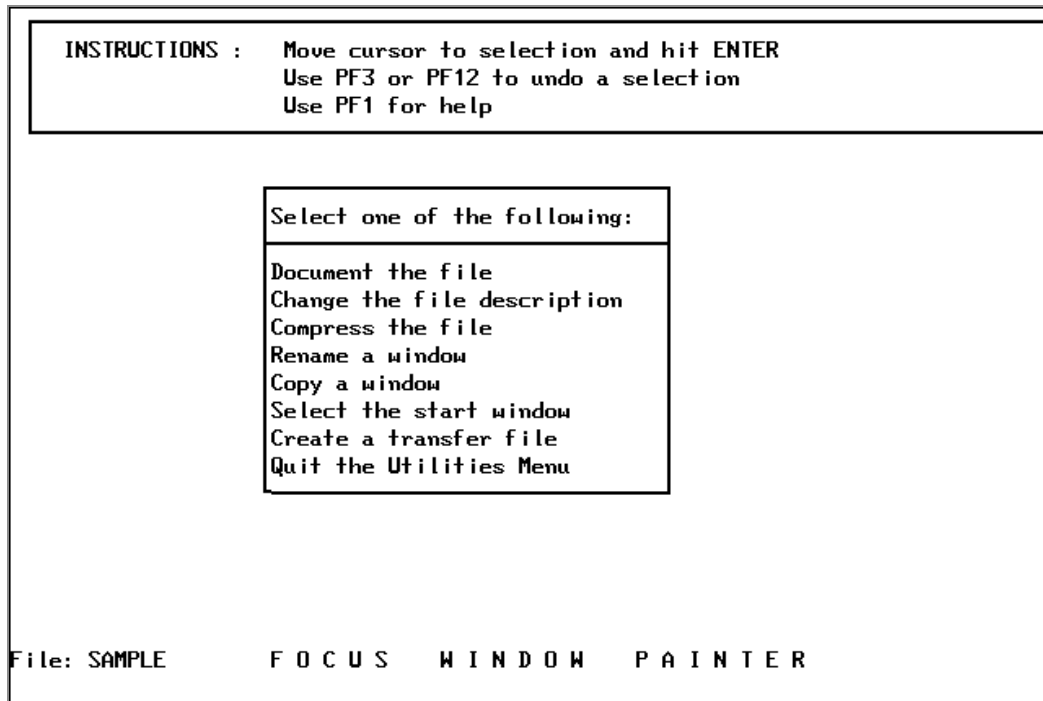 INSTRUCTIONS : Move cursor to selection and hit ENTER
Use PF3 or PF12 to undo a selection
Use PF1 for help
Select one of the following:
Document the file
Change the file description
Compress the file
Rename a window
Copy a window
Select the start window
Create a transfer file
Quit the Utilities Menu
File: SAMPLE F O C U S W I N D O W P A I N T E R